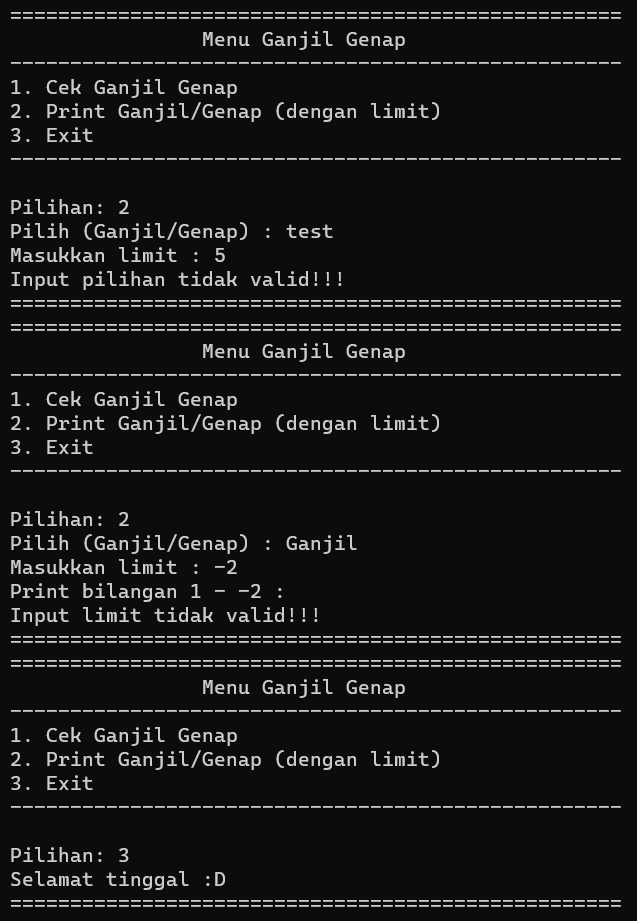 ===================================================
                Menu Ganjil Genap
---------------------------------------------------
1. Cek Ganjil Genap
2. Print Ganjil/Genap (dengan limit)
3. Exit
---------------------------------------------------

Pilihan: 2
Pilih (Ganjil/Genap) : test
Masukkan limit : 5
Input pilihan tidak valid!!!
===================================================
===================================================
                Menu Ganjil Genap
---------------------------------------------------
1. Cek Ganjil Genap
2. Print Ganjil/Genap (dengan limit)
3. Exit
---------------------------------------------------

Pilihan: 2
Pilih (Ganjil/Genap) : Ganjil
Masukkan limit : -2
Print bilangan 1 - -2 :
Input limit tidak valid!!!
===================================================
===================================================
                Menu Ganjil Genap
---------------------------------------------------
1. Cek Ganjil Genap
2. Print Ganjil/Genap (dengan limit)
3. Exit
---------------------------------------------------

Pilihan: 3
Selamat tinggal :D
===================================================